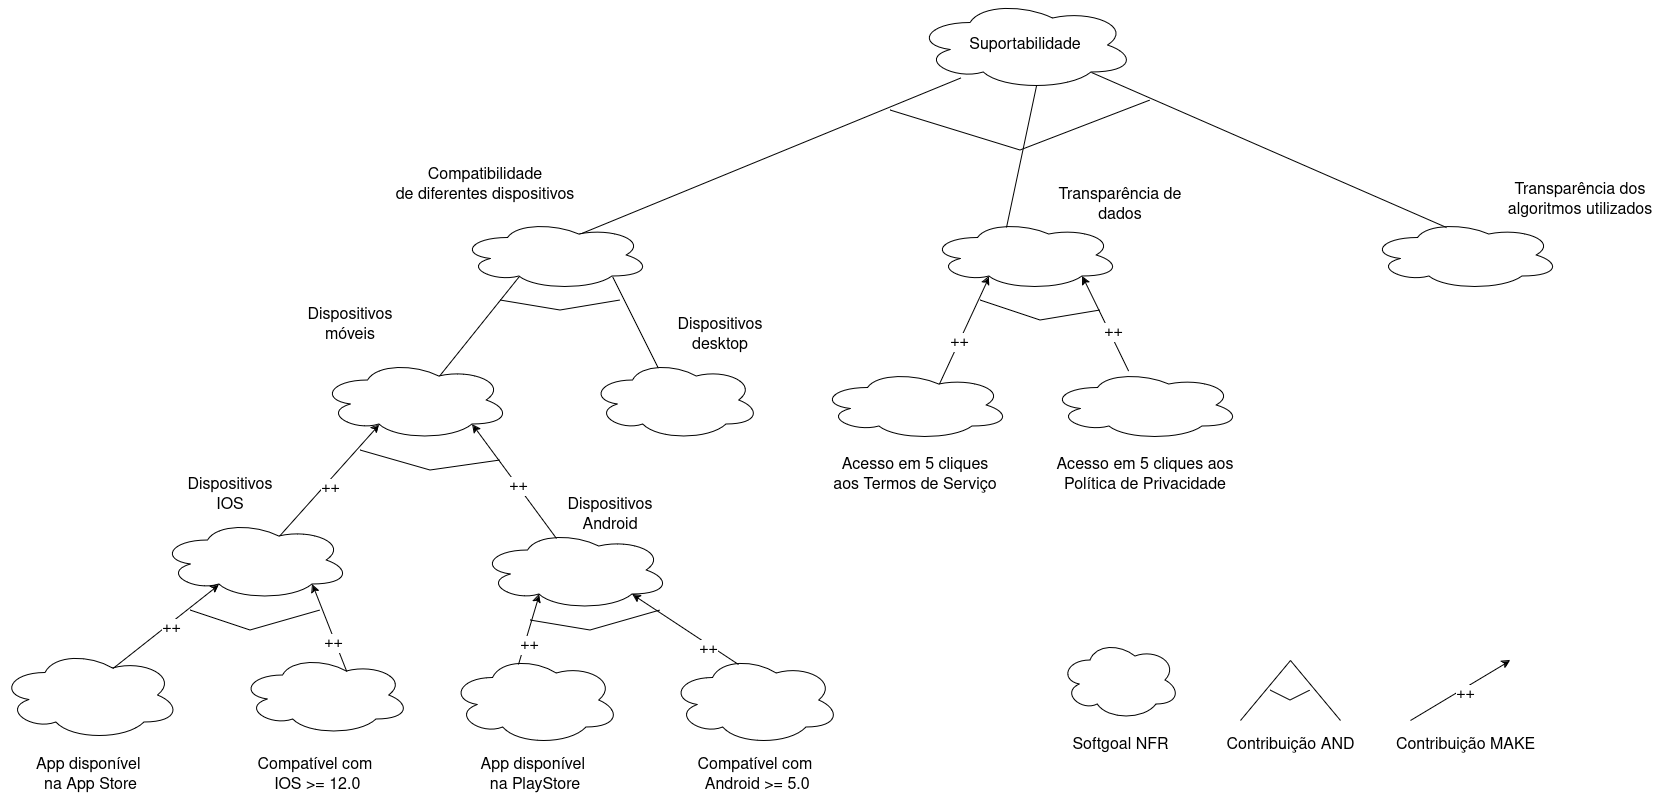 Suportabilidade
Compatibilidade
de diferentes dispositivos
Transparência de
dados
Transparência dos
algoritmos utilizados
Dispositivos
móveis
Dispositivos
desktop
++
++
Acesso em 5 cliques
aos Termos de Serviço
Acesso em 5 cliques aos
Política de Privacidade
Dispositivos
IOS
++
++
Dispositivos
Android
++
++
++
++
App disponível
na App Store
Compatível com
IOS >= 12.0
App disponível
na PlayStore
Compatível com
Android >= 5.0
++
Softgoal NFR
Contribuição AND
Contribuição MAKE